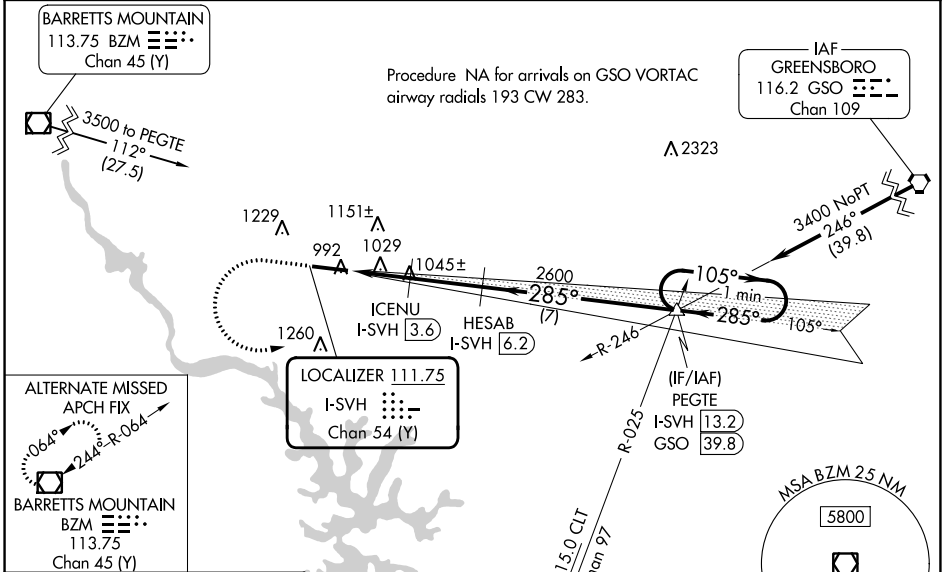 BARRETTS MOUNTAIN
113.75 BZM
Chan 45 (Y)
3500 to PEGTE
112°
(27.5)
Procedure NA for arrivals on GSO VORTAC
airway radials 193 CW 283.
IAF
GREENSBORO
116.2 GSO
Chan 109
2323
3400 NoPT
246°
(39.8)
1229
1151±
992
1029
1045±
1260
ICENU
I-SVH 3.6
HESAB
I-SVH 6.2
2600
285°
(7)
105°
1 min
285°
105°
R-246
(IF/IAF)
PEGTE
I-SVH 13.2
GSO 39.8
R-025
LOCALIZER 111.75
I-SVH
Chan 54 (Y)
ALTERNATE MISSED
APCH FIX
064°
244°
R-064
BARRETTS MOUNTAIN
BZM
113.75
Chan 45 (Y)
15.0 CLT
han 97
MSA BZM 25 NM
5800